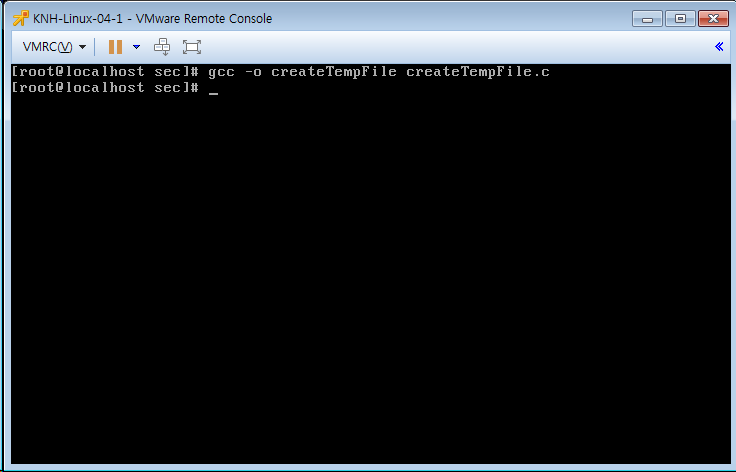 KNH-Linux-04-1 - VMware Remote Console
VMRC(V)
[root@localhost sec]# gcc -o createTempFile createTempFile.c
[root@localhost sec]# _